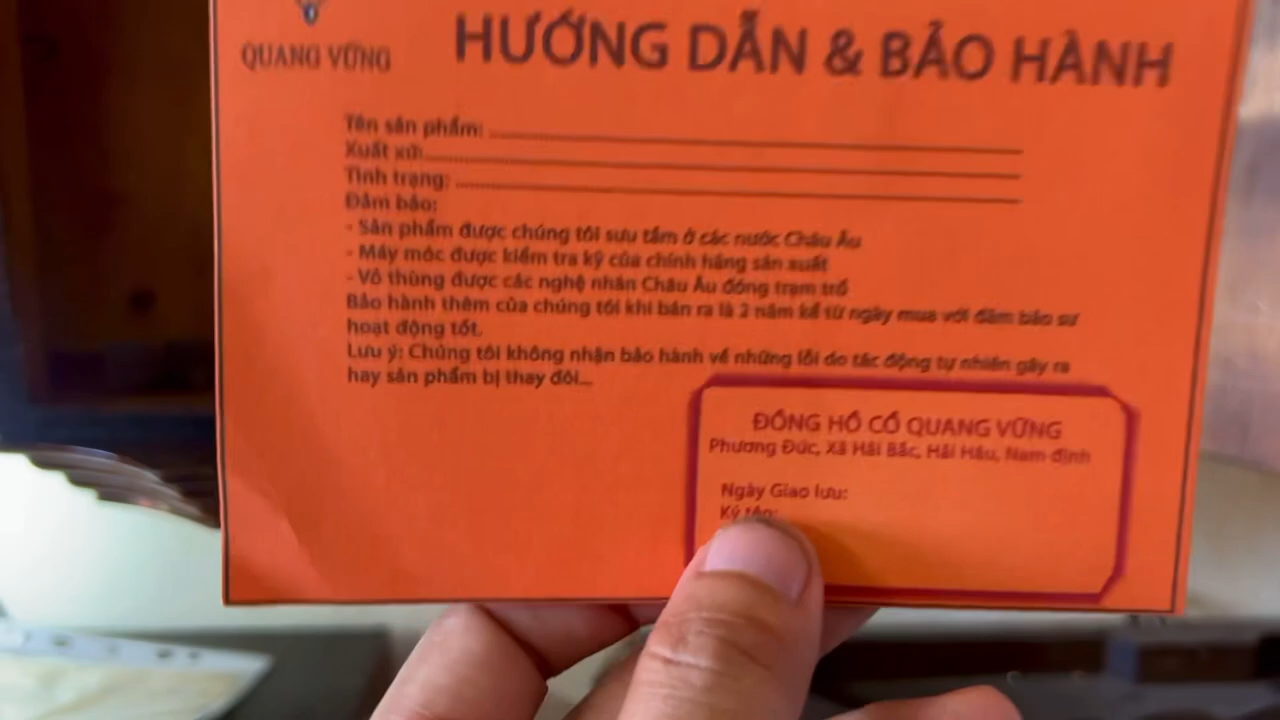 QUANG VỮNG
HƯỚNG DẪN & BẢO HÀNH
Tên sản phẩm:
Xuất xứ:
Tình trạng:
Đảm bảo:
- Sản phẩm được chúng tôi sưu tầm ở các nước Châu Âu
- Máy móc được kiểm tra kỹ của chính hãng sản xuất
- Vỏ thùng được các nghệ nhân Châu Âu đóng trạm trổ
Bảo hành thêm của chúng tôi khi bán ra là 2 năm kể từ ngày mua với đảm bảo sự
hoạt động tốt.
Lưu ý: Chúng tôi không nhận bảo hành về những lỗi do tác động tự nhiên gây ra
hay sản phẩm bị thay đổi...
ĐỒNG HỒ CỔ QUANG VỮNG
Phương Đức, Xã Hải Bắc, Hải Hậu, Nam định
Ngày Giao lưu:
Ký tên: